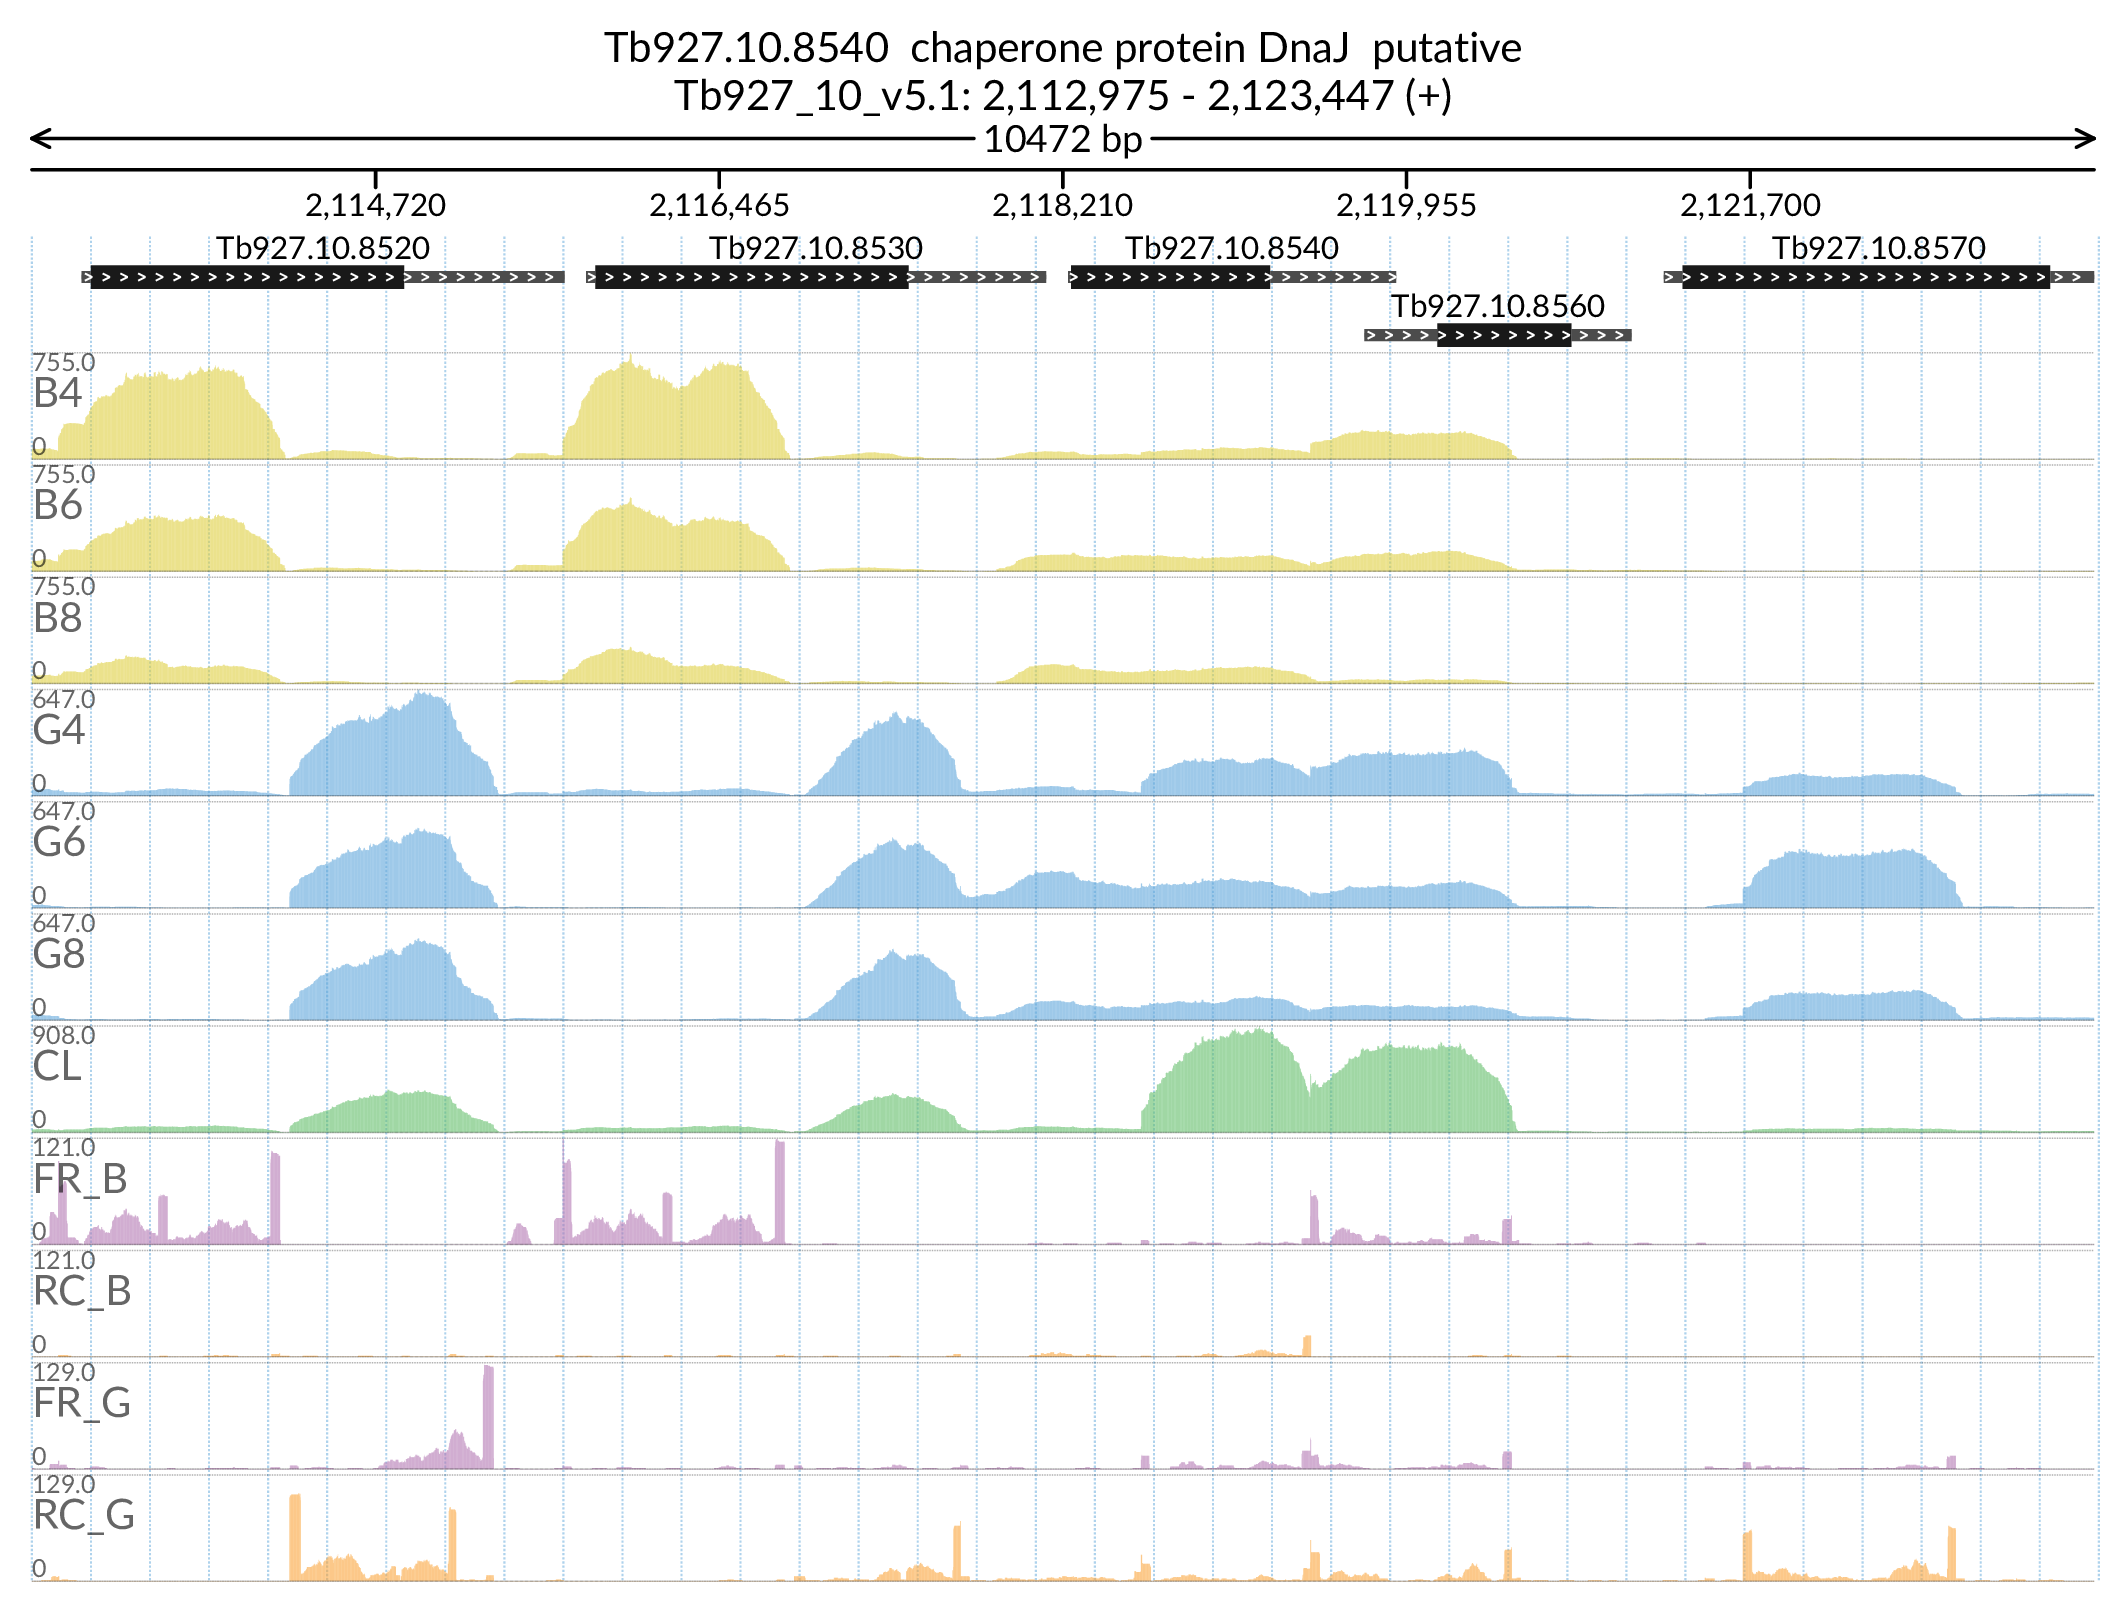 Tb927.10.8540 chaperone protein DnaJ putative
Tb927_10_v5.1: 2,112,975 - 2,123,447 (+)
10472 bp
2,114,720 2,116,465 2,118,210 2,119,955 2,121,700
Tb927.10.8520 Tb927.10.8530 Tb927.10.8540 Tb927.10.8570
Tb927.10.8560
755.0
B4
0
755.0
B6
0
755.0
B8
0
647.0
G4
0
647.0
G6
0
647.0
G8
0
908.0
CL
0
121.0
FR_B
0
121.0
RC_B
0
129.0
FR_G
0
129.0
RC_G
0